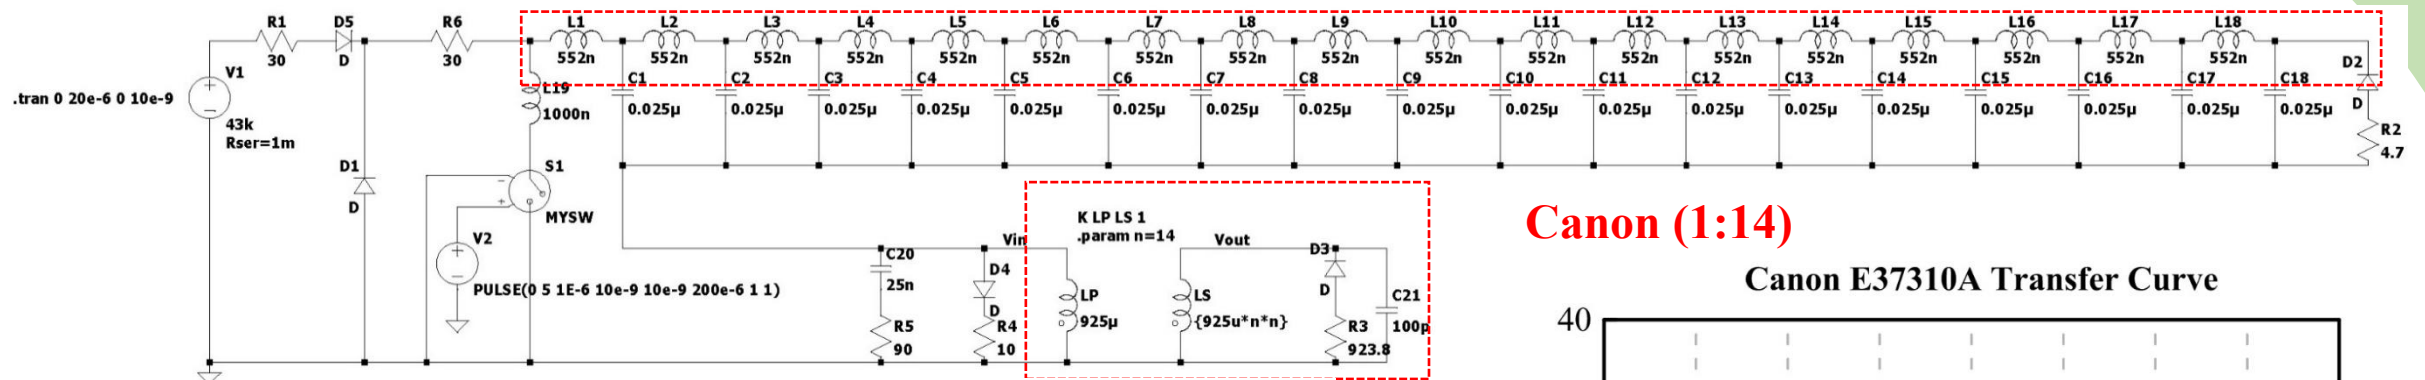 R1 D5 R6 L1 L2 L3 L4 L5 L6 L7 L8 L9 L10 L11 L12 L13 L14 L15 L16 L17 L18
30 D 30 552n 552n 552n 552n 552n 552n 552n 552n 552n 552n 552n 552n 552n 552n 552n 552n 552n 552n
D2
V1
C1 C2 C3 C4 C5 C6 C7 C8 C9 C10 C11 C12 C13 C14 C15 C16 C17 C18
L19
.tran 0 20e-6 0 10e-9
D
1000n 0.025µ 0.025µ 0.025µ 0.025µ 0.025µ 0.025µ 0.025µ 0.025µ 0.025µ 0.025µ 0.025µ 0.025µ 0.025µ 0.025µ 0.025µ 0.025µ 0.025µ 0.025µ
43k
Rser=1m
R2
4.7
D1
S1
D
MYSW
K LP LS 1
.param n=14
Canon (1:14)
V2
Vin
Vout
C20
D3
D4
25n
PULSE(0 5 1E-6 10e-9 10e-9 200e-6 1 1)
Canon E37310A Transfer Curve
LP
925µ
LS
{925u*n*n}
D
C21
100p
D
R5
90
R4
10
R3
923.8
40